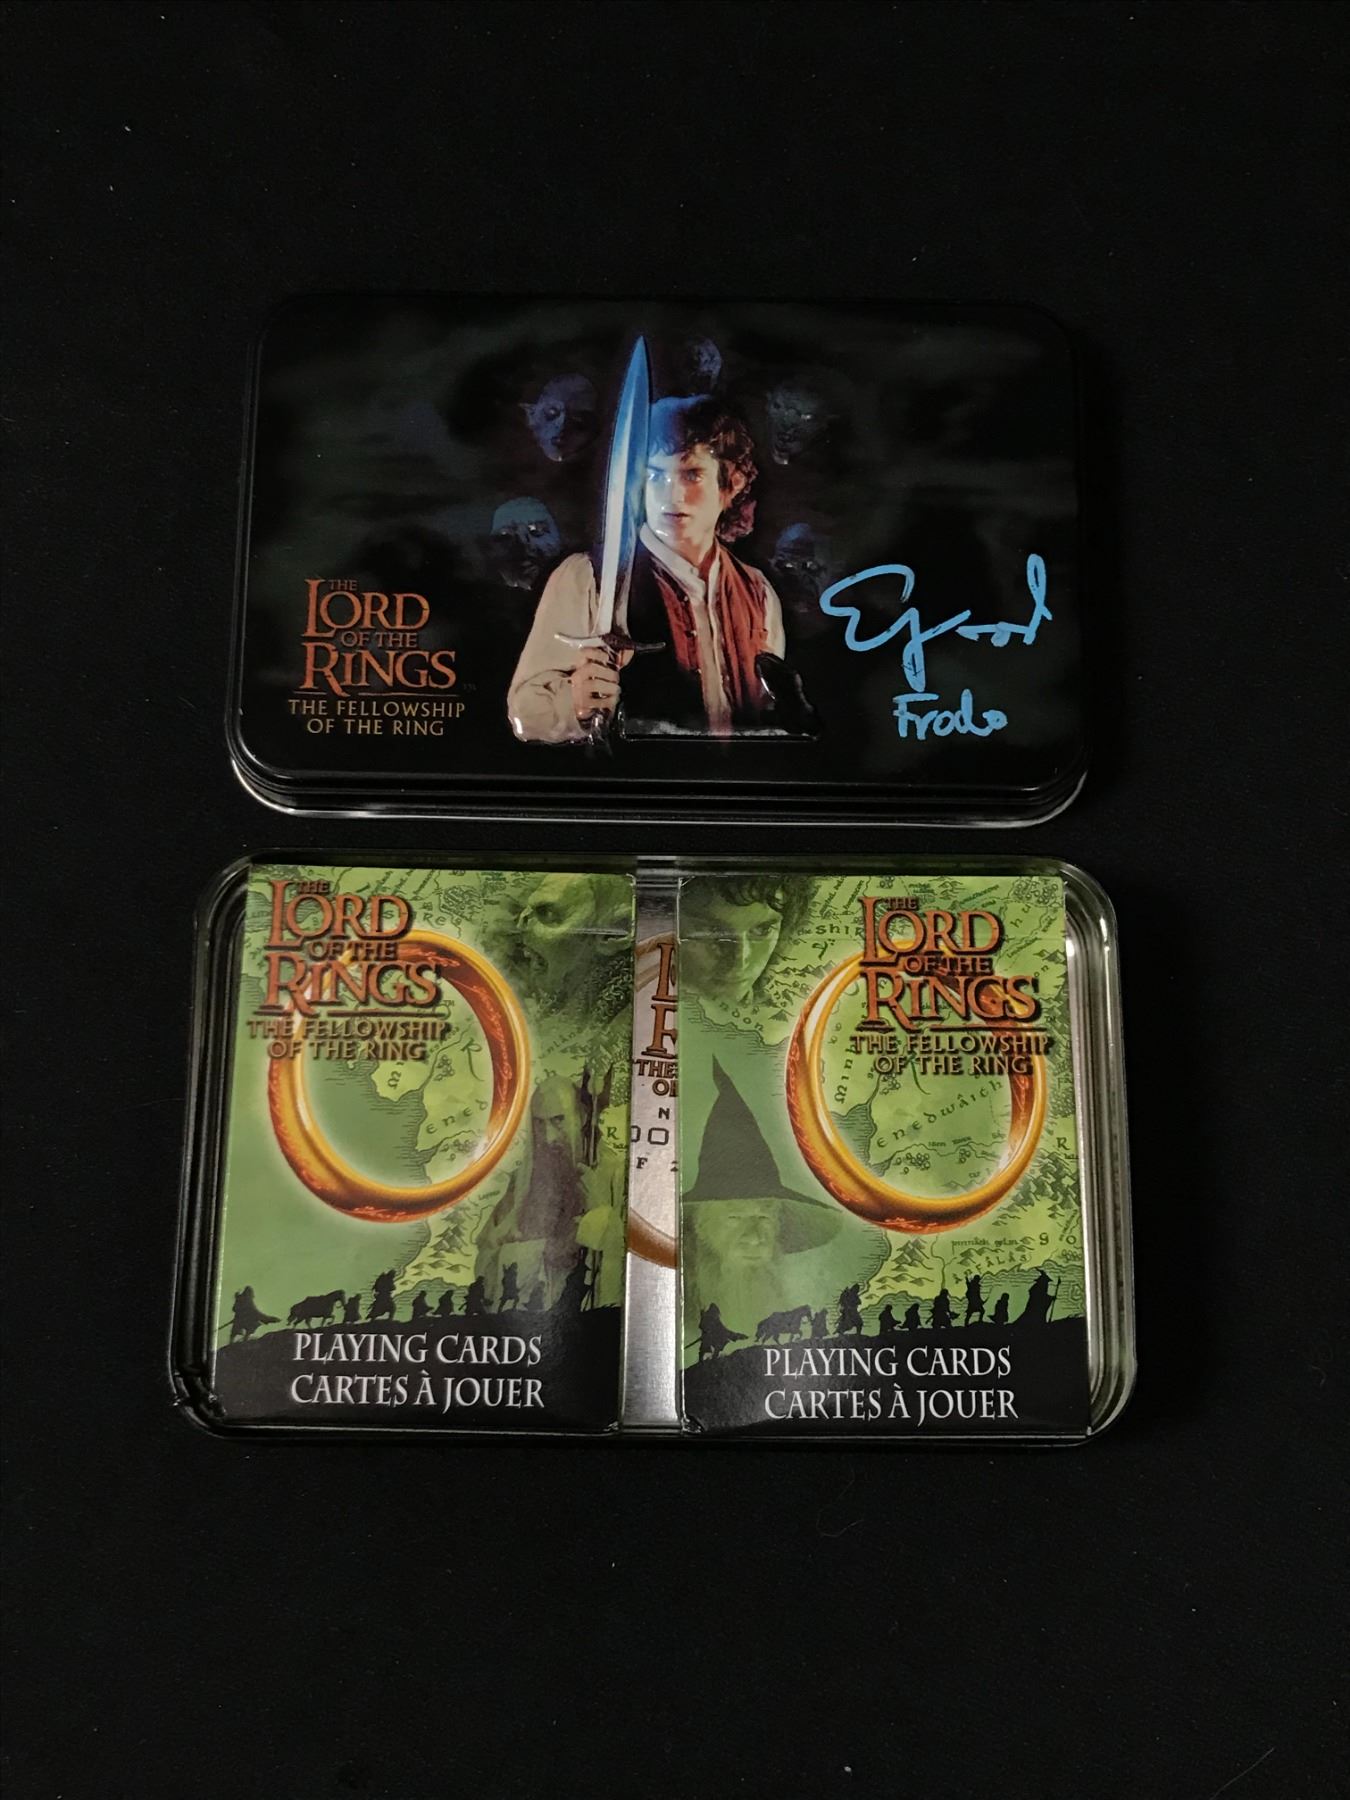 THE
LORD
OF THE
RINGS
THE FELLOWSHIP
OF THE RING
Frodo
THE
LORD
OF THE
RINGS
THE FELLOWSHIP
OF THE RING
PLAYING CARDS
CARTES À JOUER
THE
LORD
OF THE
RINGS
THE FELLOWSHIP
OF THE RING
ENEDWAITH
ANFALAS
PLAYING CARDS
CARTES À JOUER